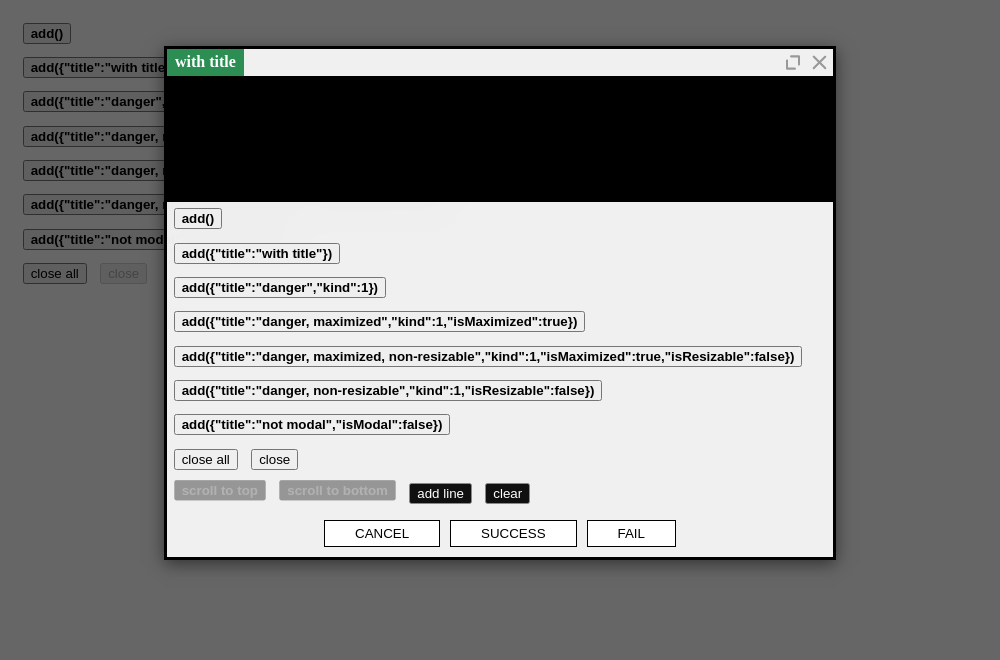 add()
add({"title":"with title
add({"title":"danger",
add({"title":"danger,
add({"title":"danger,
add({"title":"danger,
add({"title":"not mod
close all close
with title
add()
add({"title":"with title"})
add({"title":"danger","kind":1})
add({"title":"danger, maximized","kind":1,"isMaximized":true})
add({"title":"danger, maximized, non-resizable","kind":1,"isMaximized":true,"isResizable":false})
add({"title":"danger, non-resizable","kind":1,"isResizable":false})
add({"title":"not modal","isModal":false})
close all close
scroll to top scroll to bottom add line clear
CANCEL SUCCESS FAIL